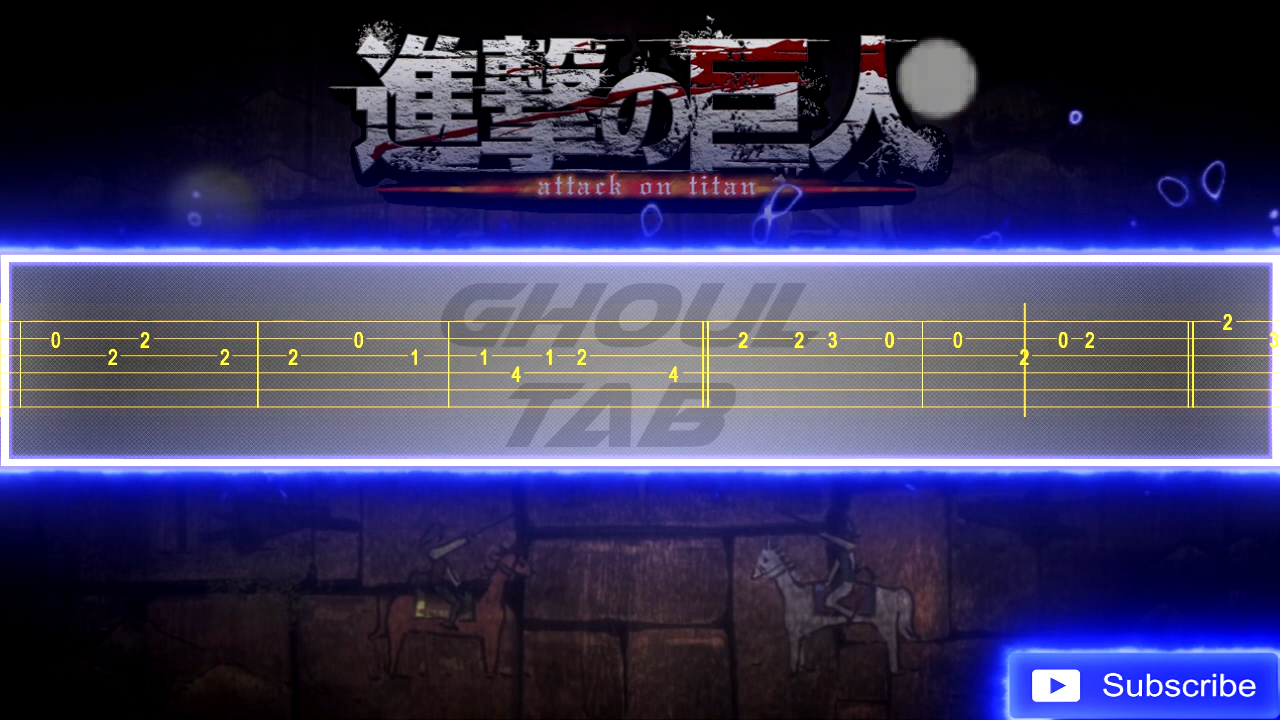 進撃の巨人
attack on titan
GHOUL
2
0 2 0 2 2 3 0 0 0 2 3
2 2 2 1 1 1 2 2
4 4
TAB
Subscribe